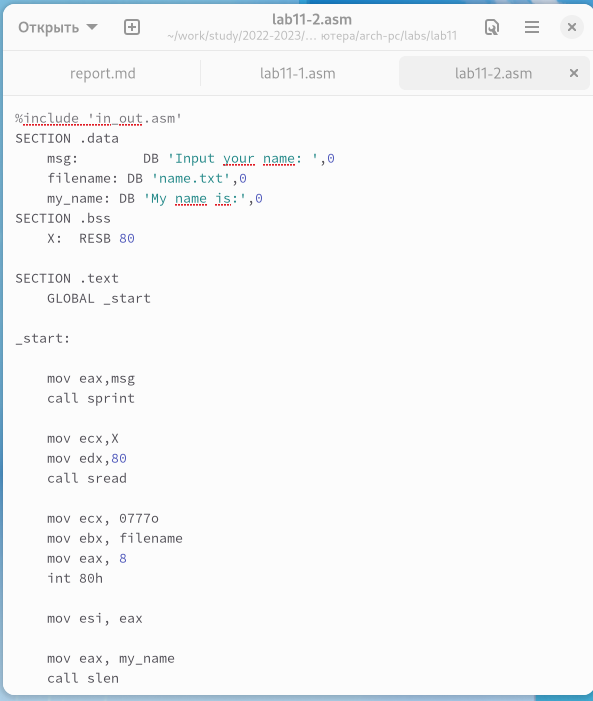 Открыть
lab11-2.asm
~/work/study/2022-2023/... ютера/arch-pc/labs/lab11
report.md
lab11-1.asm
lab11-2.asm
%include 'in_out.asm'
SECTION .data
    msg:        DB 'Input your name: ',0
    filename: DB 'name.txt',0
    my_name: DB 'My name is:',0
SECTION .bss
    X:  RESB 80
SECTION .text
    GLOBAL _start
_start:
    mov eax,msg
    call sprint
    mov ecx,X
    mov edx,80
    call sread
    mov ecx, 0777o
    mov ebx, filename
    mov eax, 8
    int 80h
    mov esi, eax
    mov eax, my_name
    call slen